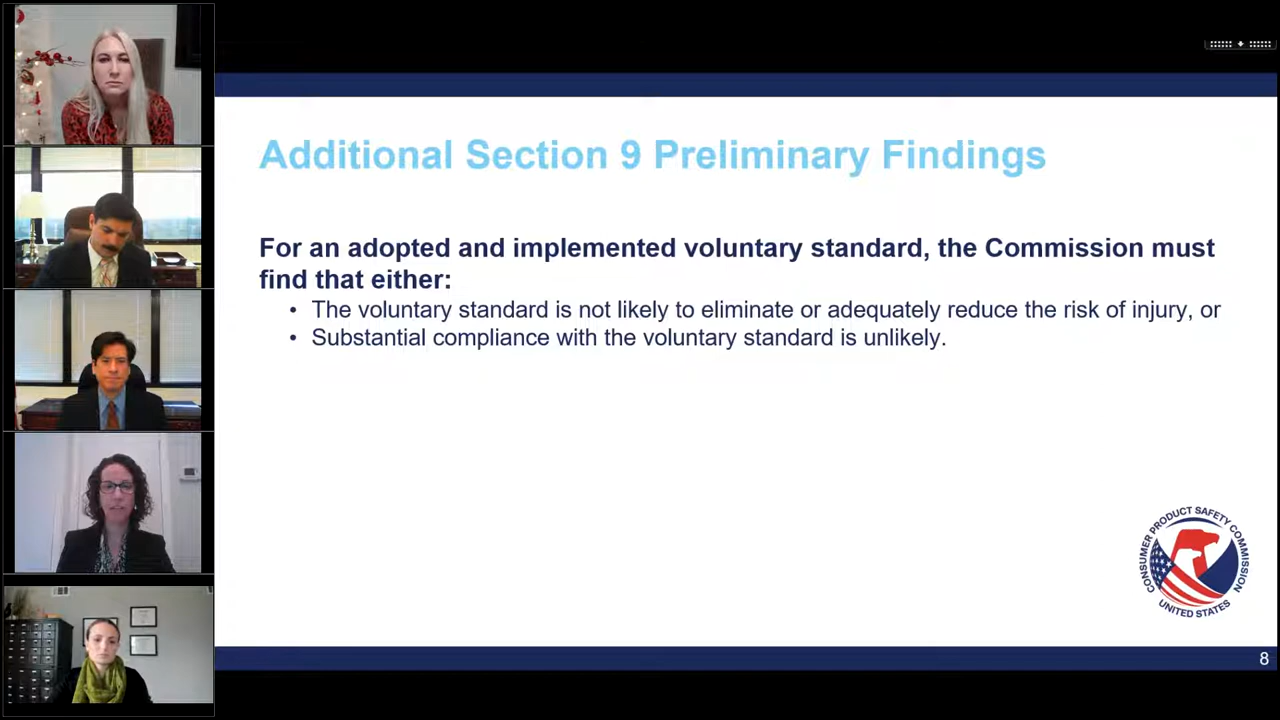 Additional Section 9 Preliminary Findings
For an adopted and implemented voluntary standard, the Commission must
find that either:
• The voluntary standard is not likely to eliminate or adequately reduce the risk of injury, or
• Substantial compliance with the voluntary standard is unlikely.
CONSUMER PRODUCT SAFETY COMMISSION
UNITED STATES
8